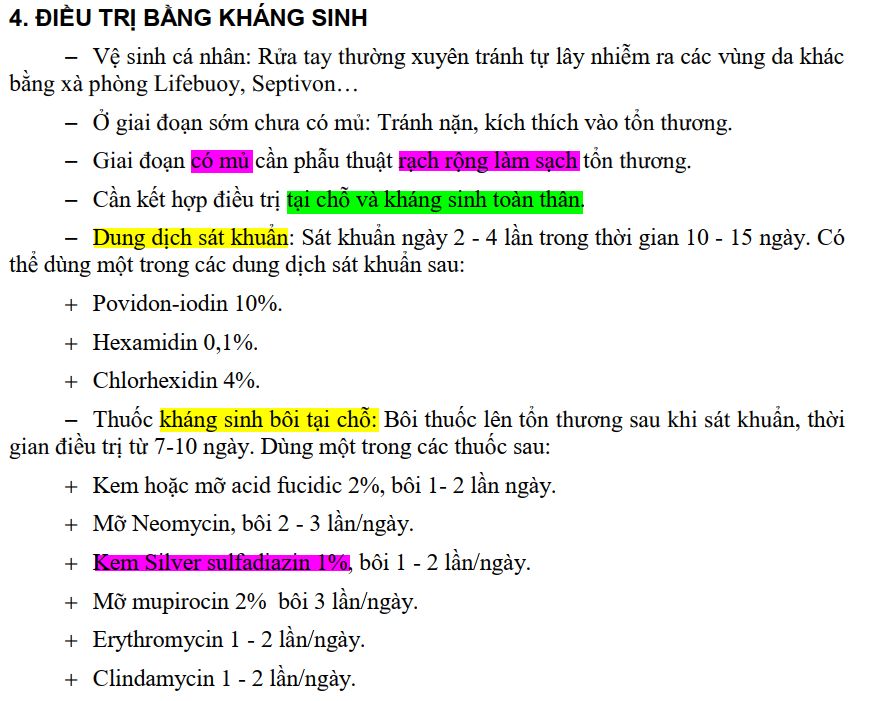 4. ĐIỀU TRỊ BẰNG KHÁNG SINH
– Vệ sinh cá nhân: Rửa tay thường xuyên tránh tự lây nhiễm ra các vùng da khác
bằng xà phòng Lifebuoy, Septivon…
– Ở giai đoạn sớm chưa có mủ: Tránh nặn, kích thích vào tổn thương.
– Giai đoạn có mủ cần phẫu thuật rạch rộng làm sạch tổn thương.
– Cần kết hợp điều trị tại chỗ và kháng sinh toàn thân.
– Dung dịch sát khuẩn: Sát khuẩn ngày 2 - 4 lần trong thời gian 10 - 15 ngày. Có
thể dùng một trong các dung dịch sát khuẩn sau:
+ Povidon-iodin 10%.
+ Hexamidin 0,1%.
+ Chlorhexidin 4%.
– Thuốc kháng sinh bôi tại chỗ: Bôi thuốc lên tổn thương sau khi sát khuẩn, thời
gian điều trị từ 7-10 ngày. Dùng một trong các thuốc sau:
+ Kem hoặc mỡ acid fucidic 2%, bôi 1- 2 lần ngày.
+ Mỡ Neomycin, bôi 2 - 3 lần/ngày.
+ Kem Silver sulfadiazin 1%, bôi 1 - 2 lần/ngày.
+ Mỡ mupirocin 2% bôi 3 lần/ngày.
+ Erythromycin 1 - 2 lần/ngày.
+ Clindamycin 1 - 2 lần/ngày.